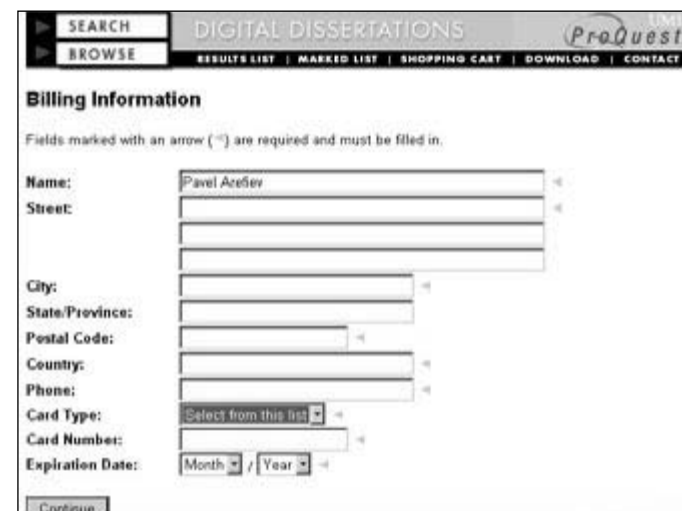 SEARCH DIGITAL DISSERTATIONS UMI
ProQuest
BROWSE RESULTS LIST | MARKED LIST | SHOPPING CART | DOWNLOAD | CONTACT
Billing Information
Fields marked with an arrow (◄) are required and must be filled in.
Name: Pavel Arefiev
Street:
City:
State/Province:
Postal Code:
Country:
Phone:
Card Type: Select from this list
Card Number:
Expiration Date: Month / Year
Continue